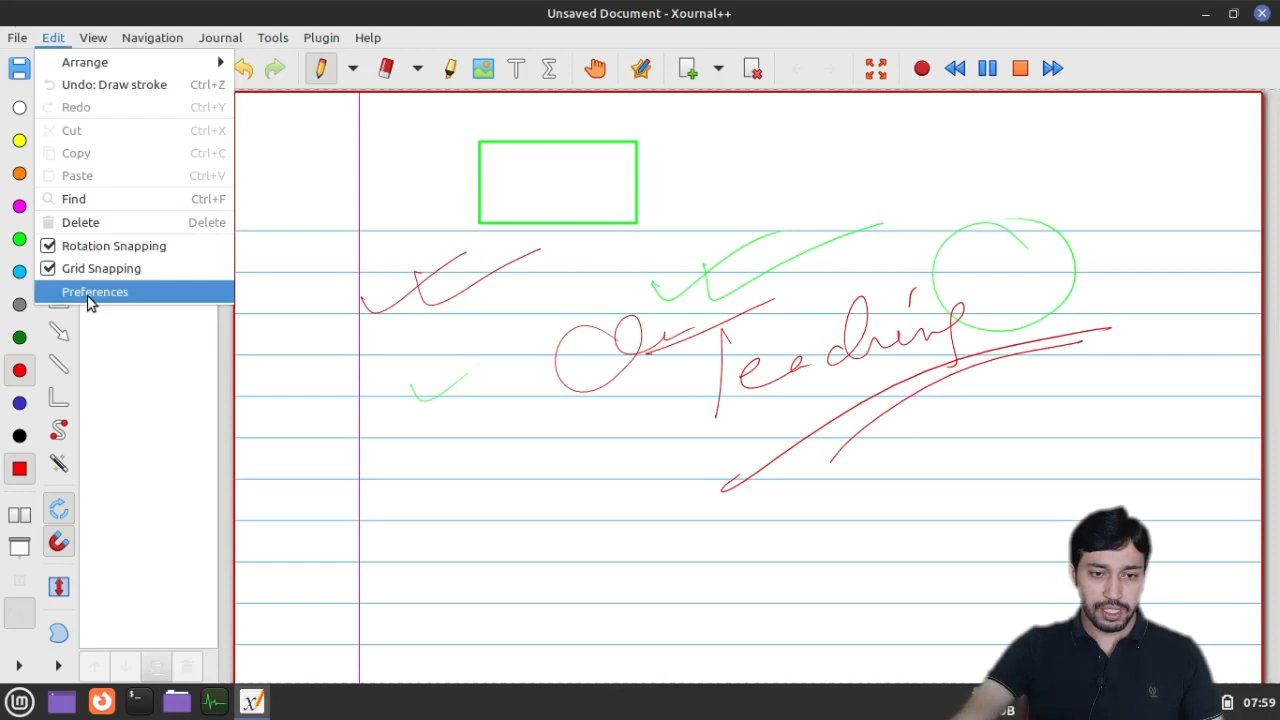 Unsaved Document - Xournal++
File Edit View Navigation Journal Tools Plugin Help
Arrange
Undo: Draw stroke Ctrl+Z
Redo Ctrl+Y
Cut Ctrl+X
Copy Ctrl+C
Paste Ctrl+V
Find Ctrl+F
Delete Delete
Rotation Snapping
Grid Snapping
Preferences
Teaching
07:59